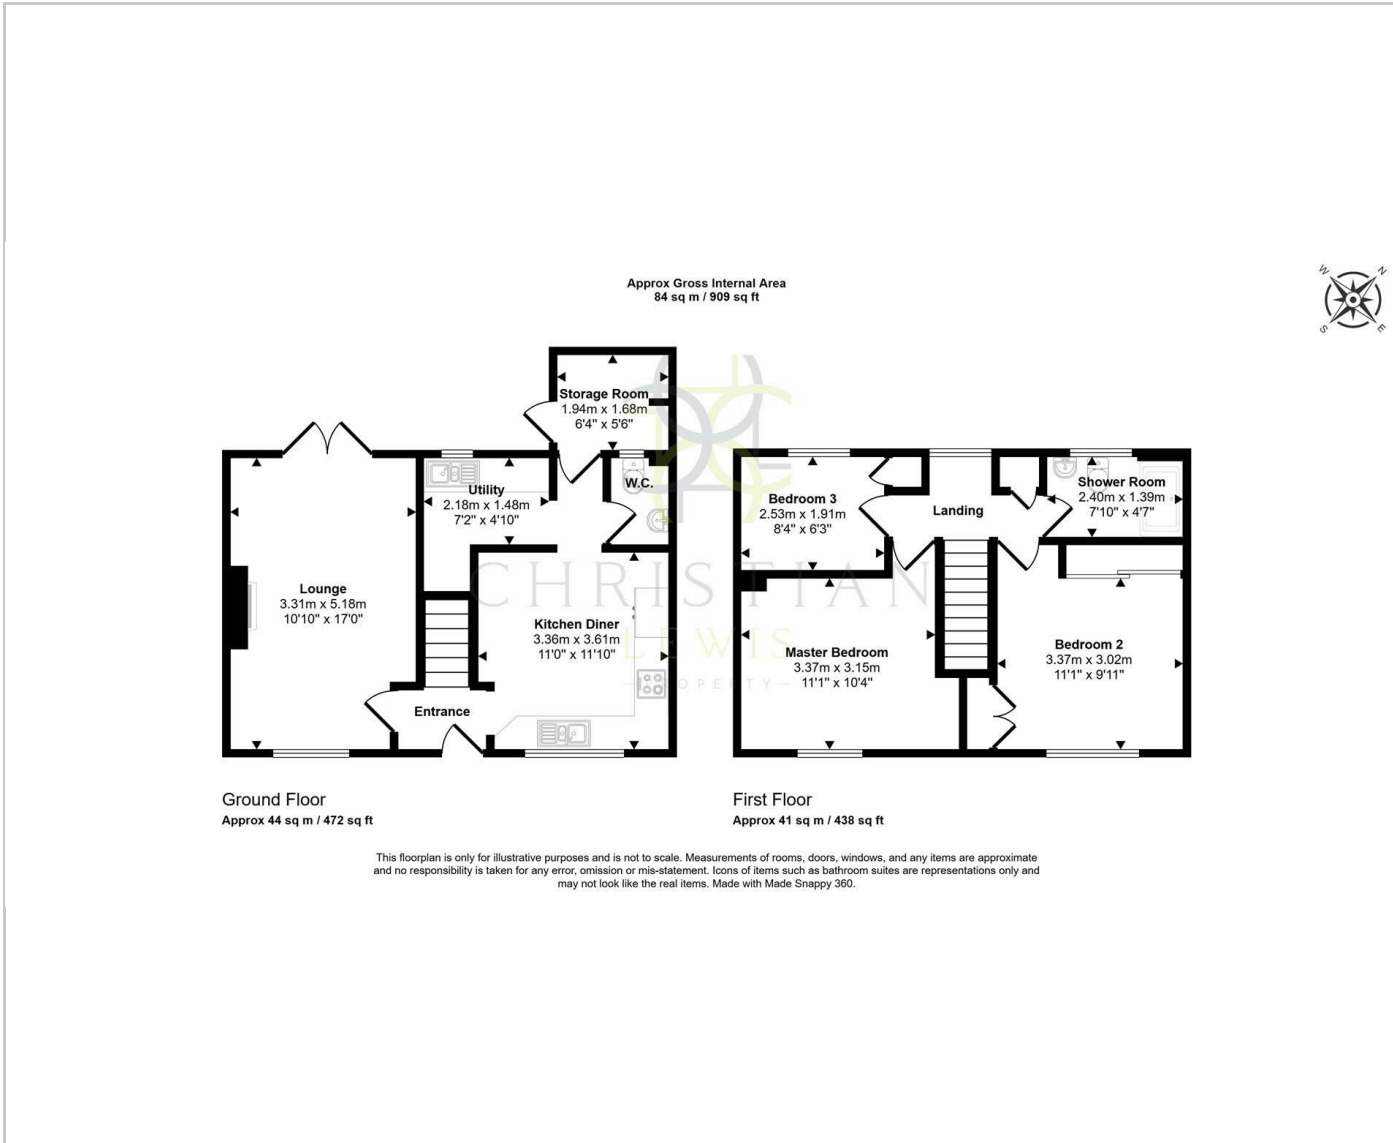 Approx Gross Internal Area
84 sq m / 909 sq ft
W N
S E
Storage Room
1.94m x 1.68m
6'4" x 5'6"
Utility
2.18m x 1.48m
7'2" x 4'10"
W.C.
Lounge
3.31m x 5.18m
10'10" x 17'0"
Kitchen Diner
3.36m x 3.61m
11'0" x 11'10"
Entrance
Bedroom 3
2.53m x 1.91m
8'4" x 6'3"
Landing
Shower Room
2.40m x 1.39m
7'10" x 4'7"
Master Bedroom
3.37m x 3.15m
11'1" x 10'4"
Bedroom 2
3.37m x 3.02m
11'1" x 9'11"
CHRISTIAN
LEWIS
PROPERTY
Ground Floor
Approx 44 sq m / 472 sq ft
First Floor
Approx 41 sq m / 438 sq ft
This floorplan is only for illustrative purposes and is not to scale. Measurements of rooms, doors, windows, and any items are approximate
and no responsibility is taken for any error, omission or mis-statement. Icons of items such as bathroom suites are representations only and
may not look like the real items. Made with Made Snappy 360.